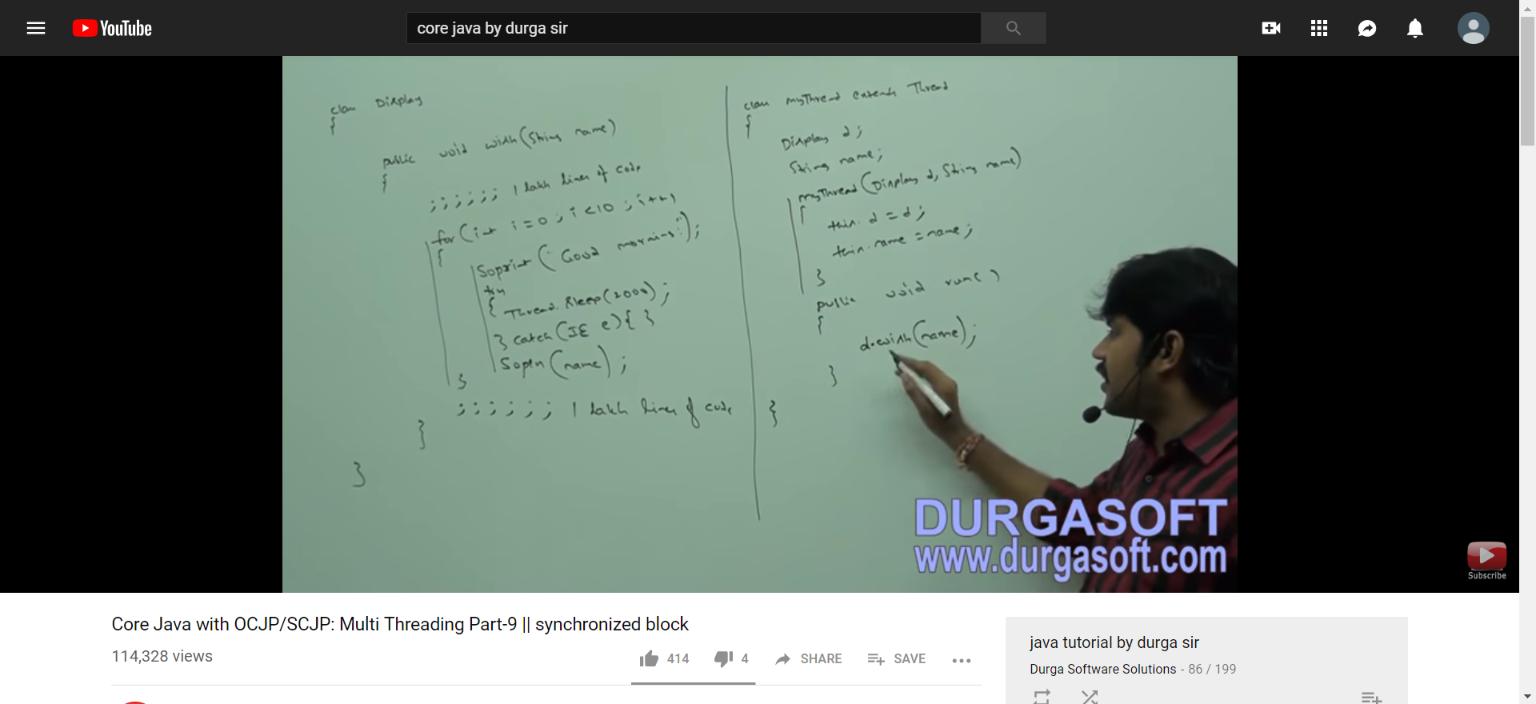 YouTube
core java by durga sir
class Display
{
public void wish(String name)
{
;;;;;; 1 lakh lines of code
for(int i=0;i<10;i++)
{
Soprint("Good morning:");
try
{
Thread.sleep(2000);
} catch(IE e){ }
Sopln(name);
}
;;;;;; 1 lakh lines of code
}
}
class myThread extends Thread
{
Display d;
String name;
myThread(Display d, String name)
{
this.d=d;
this.name=name;
}
public void run()
{
d.wish(name);
}
}
DURGASOFT
www.durgasoft.com
Subscribe
Core Java with OCJP/SCJP: Multi Threading Part-9 || synchronized block
114,328 views
414
4
SHARE
SAVE
java tutorial by durga sir
Durga Software Solutions - 86 / 199